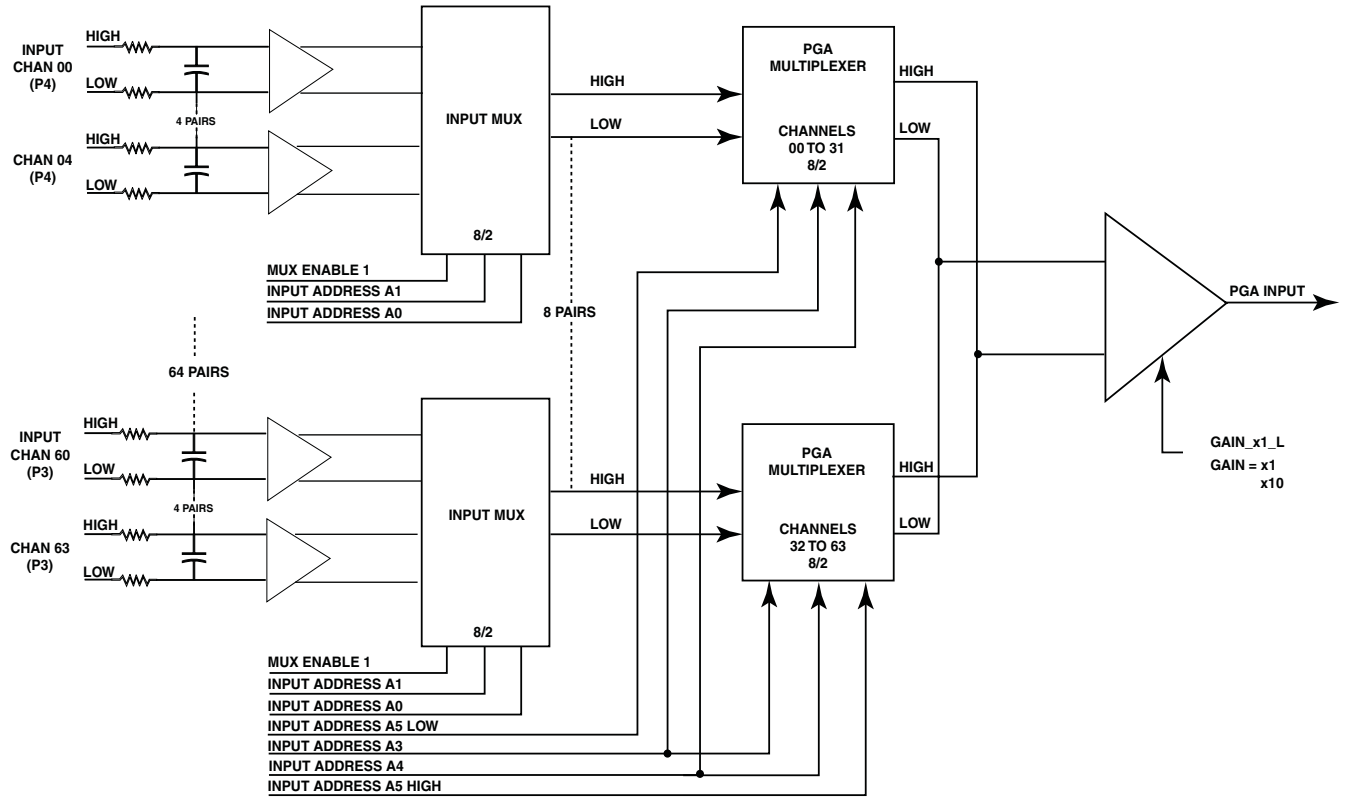 INPUT
CHAN 00
(P4)
HIGH
LOW
4 PAIRS
CHAN 04
(P4)
HIGH
LOW
INPUT MUX
8/2
MUX ENABLE 1
INPUT ADDRESS A1
INPUT ADDRESS A0
HIGH
LOW
8 PAIRS
PGA
MULTIPLEXER
CHANNELS
00 TO 31
8/2
HIGH
LOW
PGA INPUT
GAIN_x1_L
GAIN = x1
x10
64 PAIRS
INPUT
CHAN 60
(P3)
HIGH
LOW
4 PAIRS
CHAN 63
(P3)
HIGH
LOW
INPUT MUX
8/2
HIGH
LOW
PGA
MULTIPLEXER
CHANNELS
32 TO 63
8/2
HIGH
LOW
MUX ENABLE 1
INPUT ADDRESS A1
INPUT ADDRESS A0
INPUT ADDRESS A5 LOW
INPUT ADDRESS A3
INPUT ADDRESS A4
INPUT ADDRESS A5 HIGH